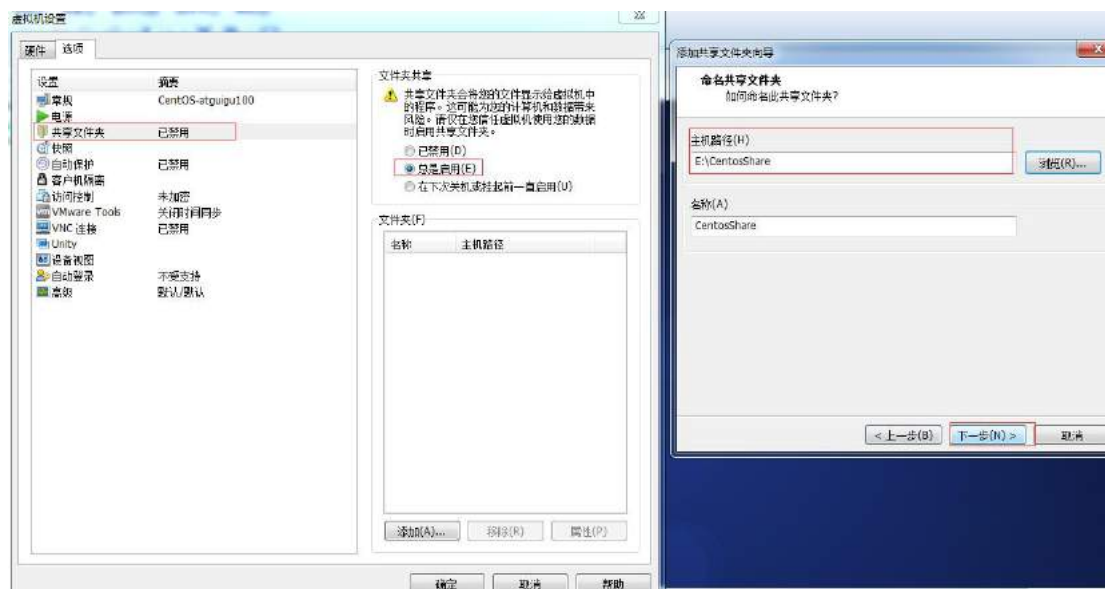 虚拟机设置
硬件 选项
设置 摘要
常规 CentOS-atguigu100
电源
共享文件夹 已禁用
快照
自动保护 已禁用
客户机隔离
访问控制 未加密
VMware Tools 关闭时间同步
VNC 连接 已禁用
Unity
设备视图
自动登录 不受支持
高级 默认/默认
文件夹共享
共享文件夹会将您的文件显示给虚拟机中
的程序。这可能为您的计算机和数据带来
风险。请仅在您信任虚拟机使用您的数据
时启用共享文件夹。
已禁用(D)
总是启用(E)
在下次关机或挂起前一直启用(U)
文件夹(F)
名称 主机路径
添加(A)... 移除(R) 属性(P)
确定 取消 帮助
添加共享文件夹向导
命名共享文件夹
如何命名此共享文件夹?
主机路径(H)
E:\CentosShare 浏览(R)...
名称(A)
CentosShare
< 上一步(B) 下一步(N) > 取消